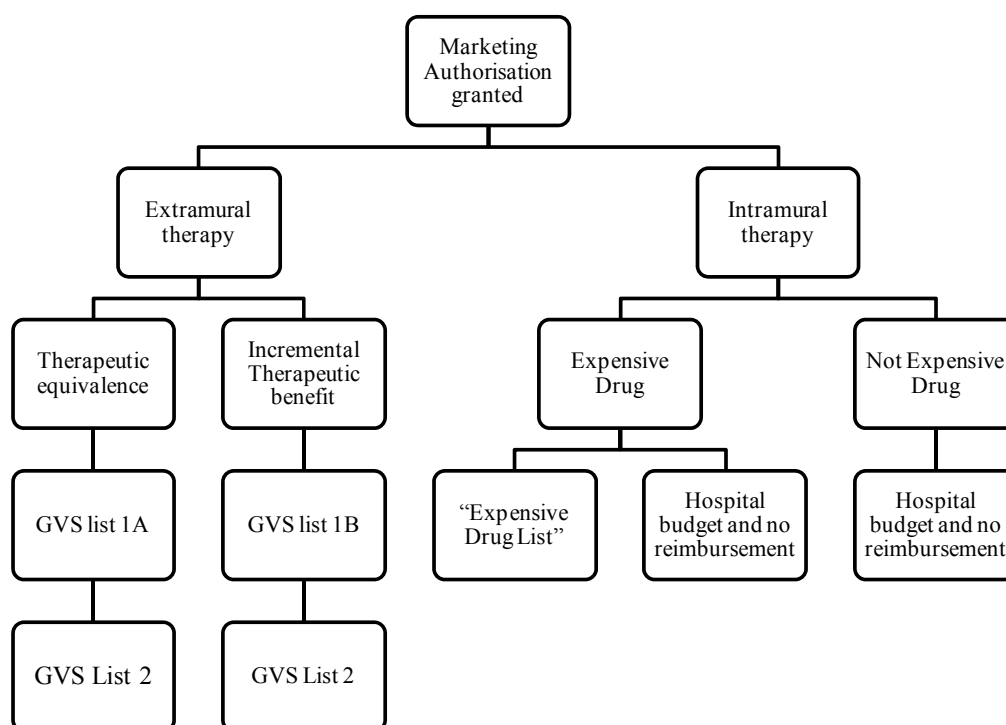 Marketing
Authorisation
granted
Extramural
therapy
Intramural
therapy
Therapeutic
equivalence
Incremental
Therapeutic
benefit
Expensive
Drug
Not Expensive
Drug
GVS list 1A
GVS list 1B
“Expensive
Drug List”
Hospital
budget and no
reimbursement
Hospital
budget and no
reimbursement
GVS List 2
GVS List 2